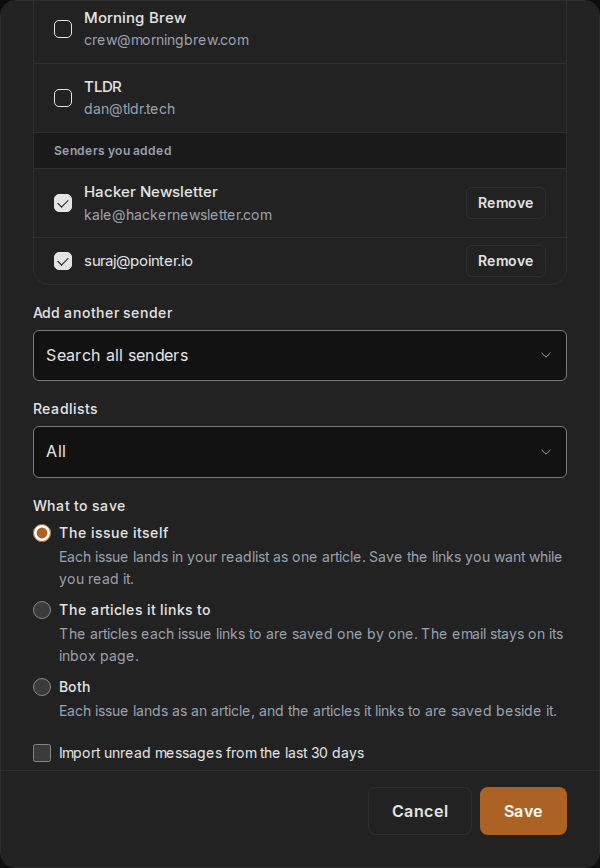 Morning Brew
crew@morningbrew.com
TLDR
dan@tldr.tech
Senders you added
Hacker Newsletter
kale@hackernewsletter.com
Remove
suraj@pointer.io
Remove
Add another sender
Search all senders
Readlists
All
What to save
The issue itself
Each issue lands in your readlist as one article. Save the links you want while
you read it.
The articles it links to
The articles each issue links to are saved one by one. The email stays on its
inbox page.
Both
Each issue lands as an article, and the articles it links to are saved beside it.
Import unread messages from the last 30 days
Cancel
Save